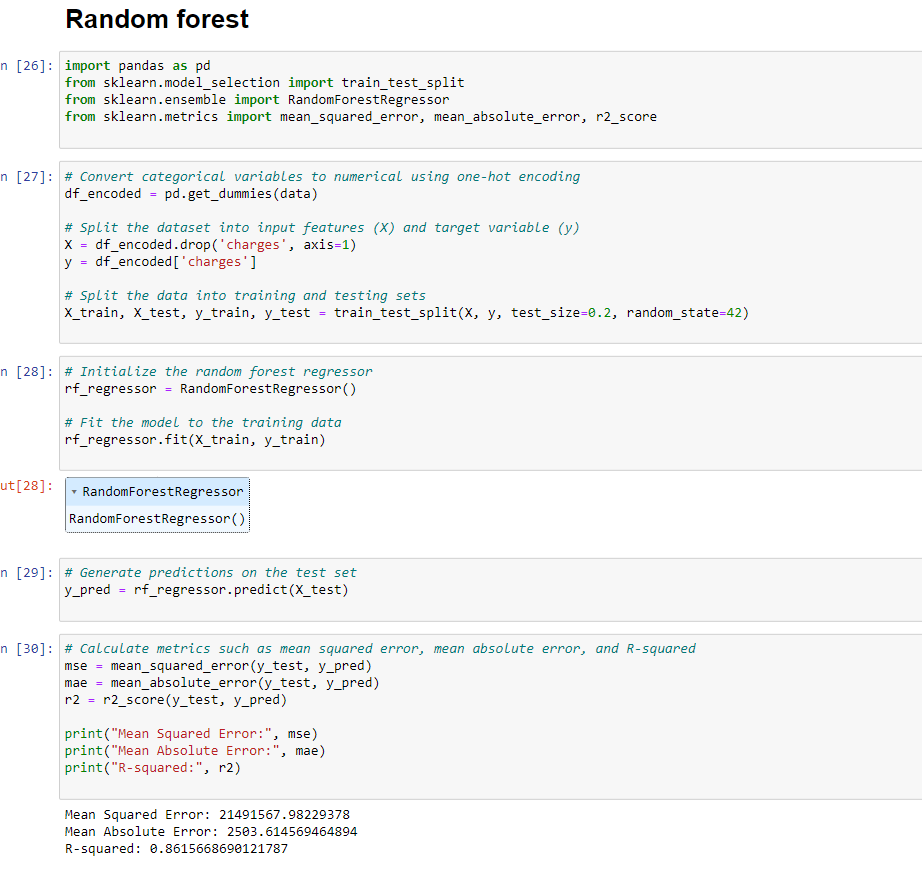 Random forest
n [26]:
import pandas as pd
from sklearn.model_selection import train_test_split
from sklearn.ensemble import RandomForestRegressor
from sklearn.metrics import mean_squared_error, mean_absolute_error, r2_score
n [27]:
# Convert categorical variables to numerical using one-hot encoding
df_encoded = pd.get_dummies(data)
# Split the dataset into input features (X) and target variable (y)
X = df_encoded.drop('charges', axis=1)
y = df_encoded['charges']
# Split the data into training and testing sets
X_train, X_test, y_train, y_test = train_test_split(X, y, test_size=0.2, random_state=42)
n [28]:
# Initialize the random forest regressor
rf_regressor = RandomForestRegressor()
# Fit the model to the training data
rf_regressor.fit(X_train, y_train)
ut[28]:
▾ RandomForestRegressor
RandomForestRegressor()
n [29]:
# Generate predictions on the test set
y_pred = rf_regressor.predict(X_test)
n [30]:
# Calculate metrics such as mean squared error, mean absolute error, and R-squared
mse = mean_squared_error(y_test, y_pred)
mae = mean_absolute_error(y_test, y_pred)
r2 = r2_score(y_test, y_pred)
print("Mean Squared Error:", mse)
print("Mean Absolute Error:", mae)
print("R-squared:", r2)
Mean Squared Error: 21491567.98229378
Mean Absolute Error: 2503.614569464894
R-squared: 0.8615668690121787